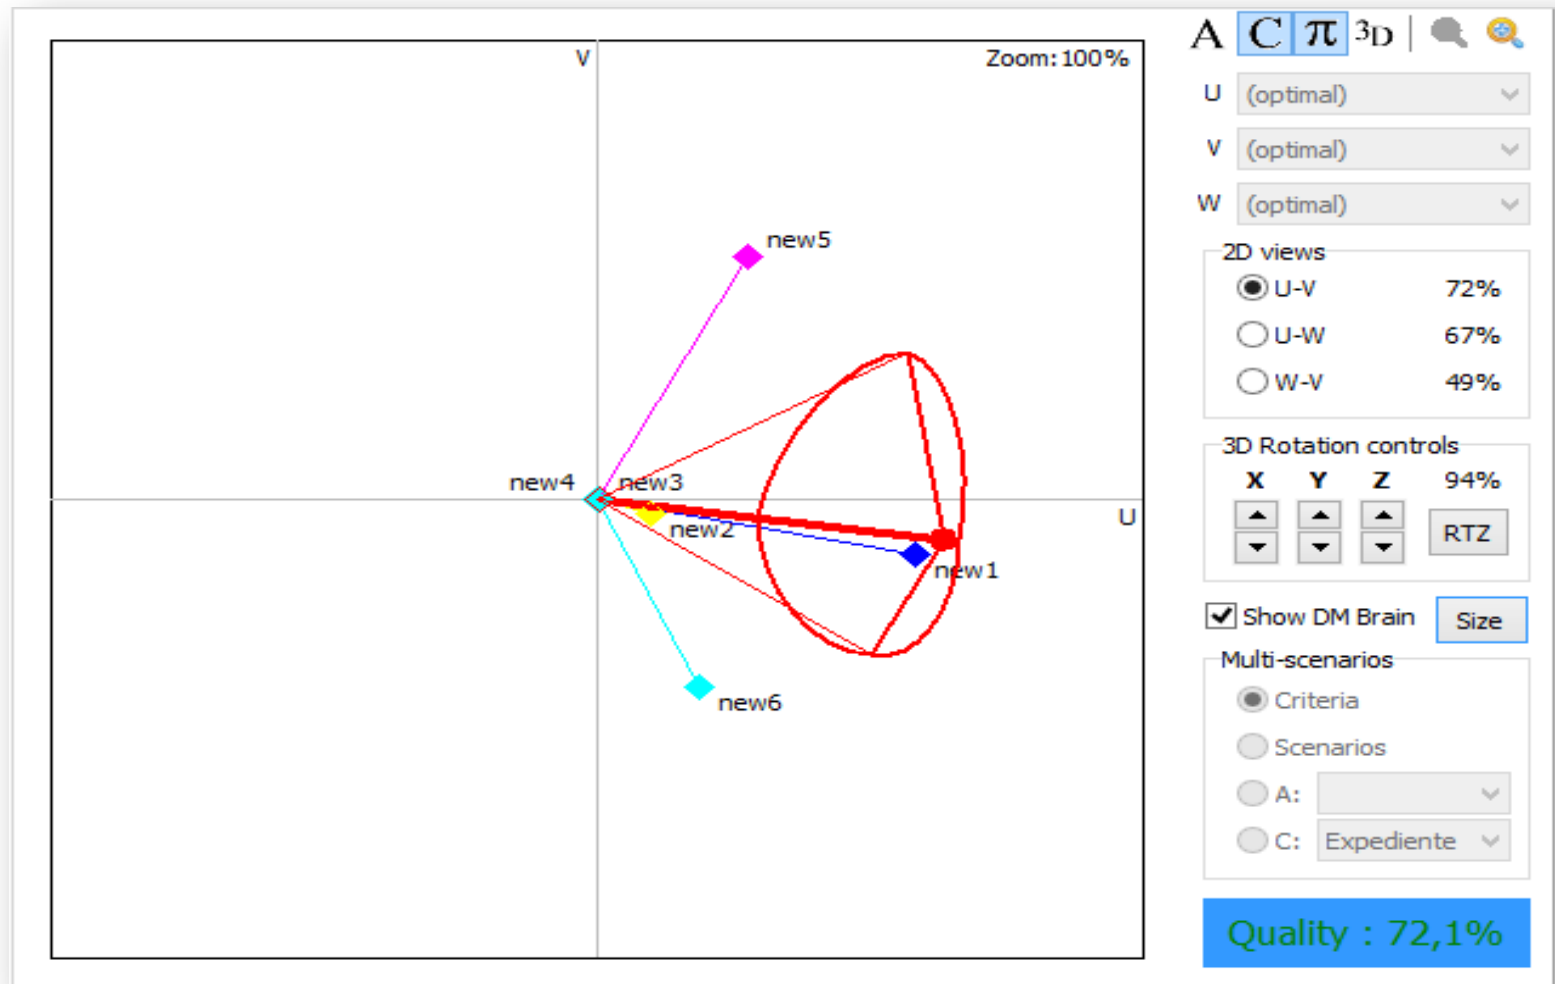 V
Zoom: 100%
new5
new4
new3
new2
new1
new6
U
A C π 3D
U (optimal)
V (optimal)
W (optimal)
2D views
U-V 72%
U-W 67%
W-V 49%
3D Rotation controls
X Y Z 94%
RTZ
Show DM Brain Size
Multi-scenarios
Criteria
Scenarios
A:
C: Expediente
Quality : 72,1%